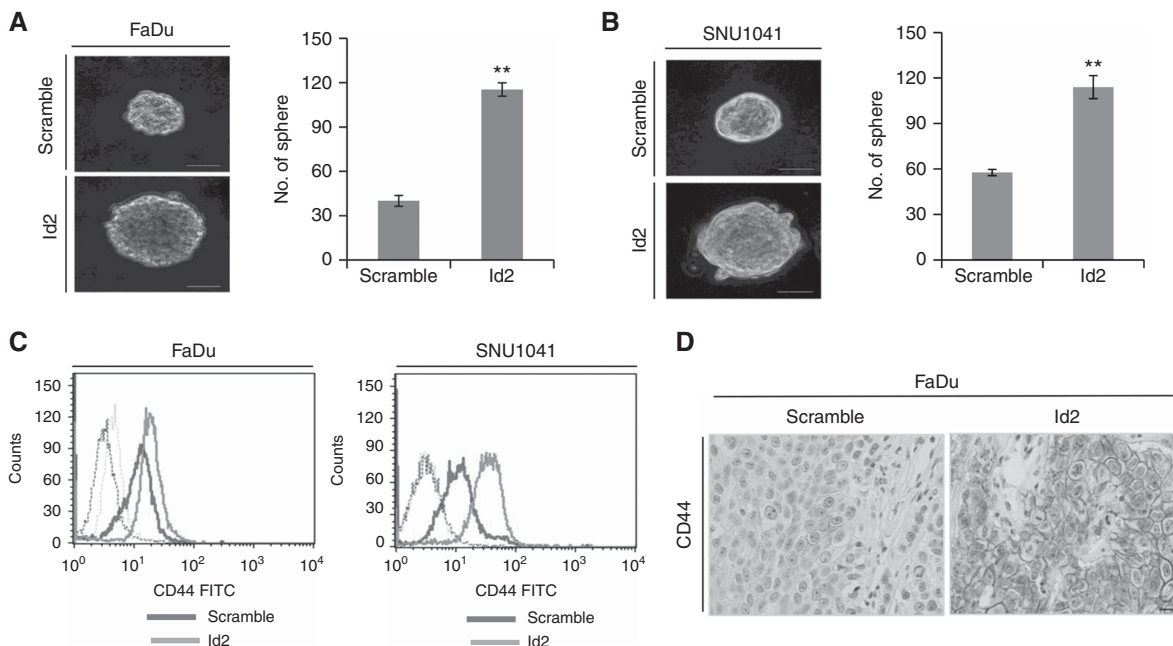 A
FaDu
Scramble
Id2
No. of sphere
150
120
90
60
30
0
**
Scramble Id2
B
SNU1041
Scramble
Id2
No. of sphere
150
120
90
60
30
0
**
Scramble Id2
C
FaDu
Counts
150
120
90
60
30
0
10⁰ 10¹ 10² 10³ 10⁴
CD44 FITC
Scramble
Id2
SNU1041
Counts
150
120
90
60
30
0
10⁰ 10¹ 10² 10³ 10⁴
CD44 FITC
Scramble
Id2
D
FaDu
Scramble Id2
CD44